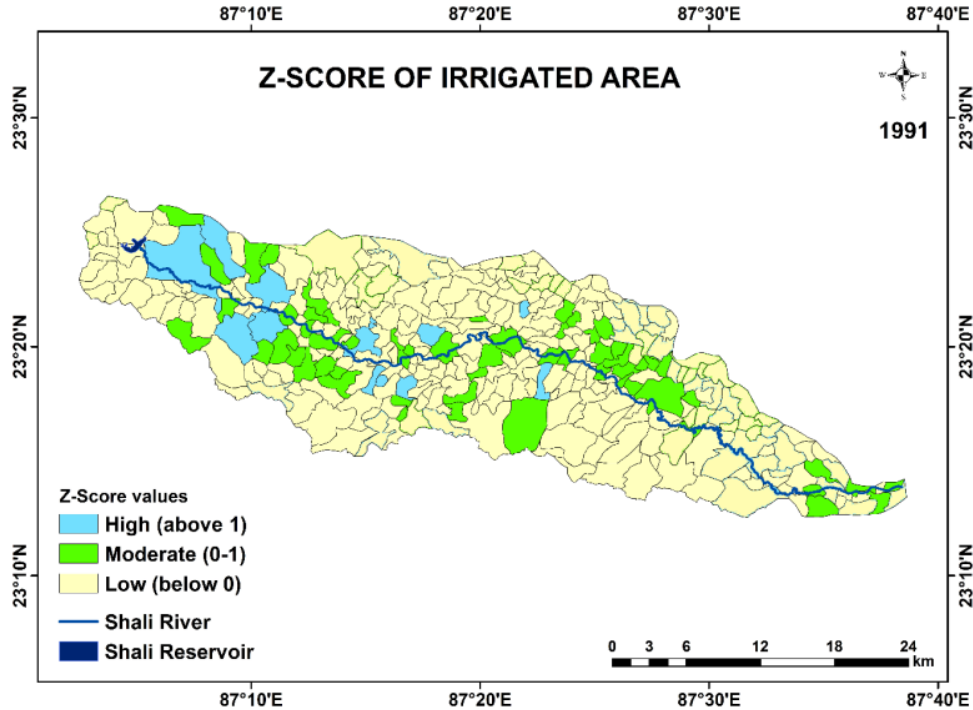 87°10'E 87°20'E 87°30'E 87°40'E
Z-SCORE OF IRRIGATED AREA
N
W E
S
1991
23°30'N 23°30'N
23°20'N 23°20'N
23°10'N 23°10'N
Z-Score values
High (above 1)
Moderate (0-1)
Low (below 0)
Shali River
Shali Reservoir
0 3 6 12 18 24
km
87°10'E 87°20'E 87°30'E 87°40'E